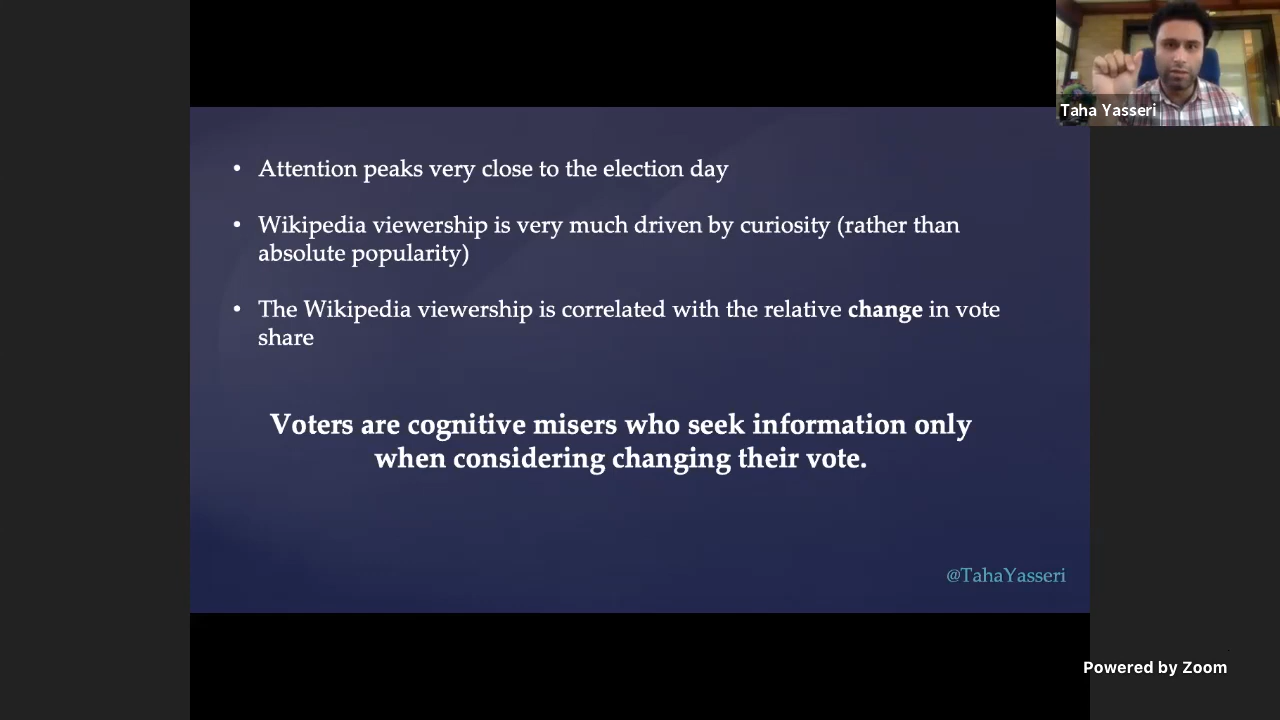 Taha Yasseri
• Attention peaks very close to the election day
• Wikipedia viewership is very much driven by curiosity (rather than
absolute popularity)
• The Wikipedia viewership is correlated with the relative change in vote
share
Voters are cognitive misers who seek information only
when considering changing their vote.
@TahaYasseri
Powered by Zoom